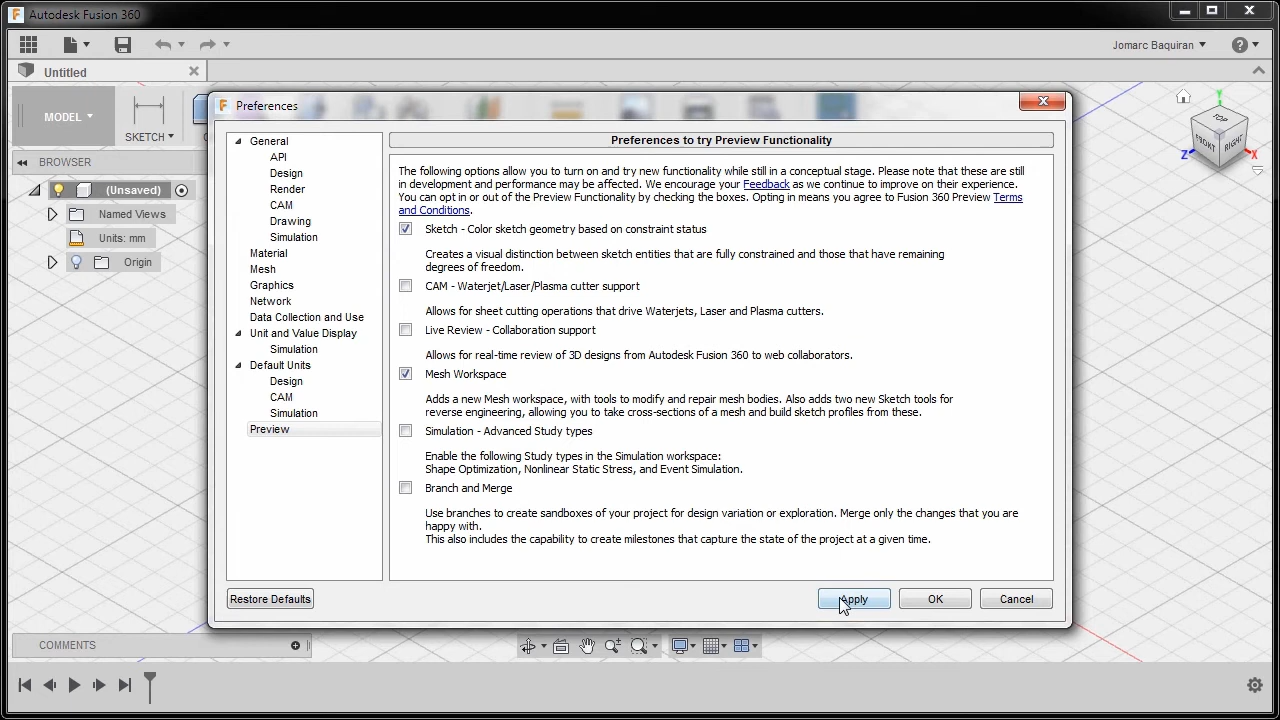 Autodesk Fusion 360
Jomarc Baquiran
Untitled
MODEL
SKETCH
BROWSER
(Unsaved)
Named Views
Units: mm
Origin
TOP
FRONT
RIGHT
Y
Z
X
Preferences
General
API
Design
Render
CAM
Drawing
Simulation
Material
Mesh
Graphics
Network
Data Collection and Use
Unit and Value Display
Simulation
Default Units
Design
CAM
Simulation
Preview
Preferences to try Preview Functionality
The following options allow you to turn on and try new functionality while still in a conceptual stage. Please note that these are still
in development and performance may be affected. We encourage your Feedback as we continue to improve on their experience.
You can opt in or out of the Preview Functionality by checking the boxes. Opting in means you agree to Fusion 360 Preview Terms
and Conditions.
Sketch - Color sketch geometry based on constraint status
Creates a visual distinction between sketch entities that are fully constrained and those that have remaining
degrees of freedom.
CAM - Waterjet/Laser/Plasma cutter support
Allows for sheet cutting operations that drive Waterjets, Laser and Plasma cutters.
Live Review - Collaboration support
Allows for real-time review of 3D designs from Autodesk Fusion 360 to web collaborators.
Mesh Workspace
Adds a new Mesh workspace, with tools to modify and repair mesh bodies. Also adds two new Sketch tools for
reverse engineering, allowing you to take cross-sections of a mesh and build sketch profiles from these.
Simulation - Advanced Study types
Enable the following Study types in the Simulation workspace:
Shape Optimization, Nonlinear Static Stress, and Event Simulation.
Branch and Merge
Use branches to create sandboxes of your project for design variation or exploration. Merge only the changes that you are
happy with.
This also includes the capability to create milestones that capture the state of the project at a given time.
Restore Defaults
Apply
OK
Cancel
COMMENTS